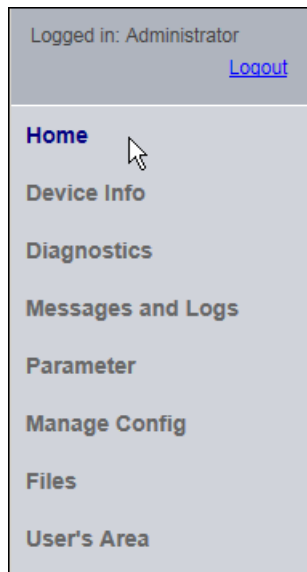 Logged in: Administrator
Logout
Home
Device Info
Diagnostics
Messages and Logs
Parameter
Manage Config
Files
User's Area